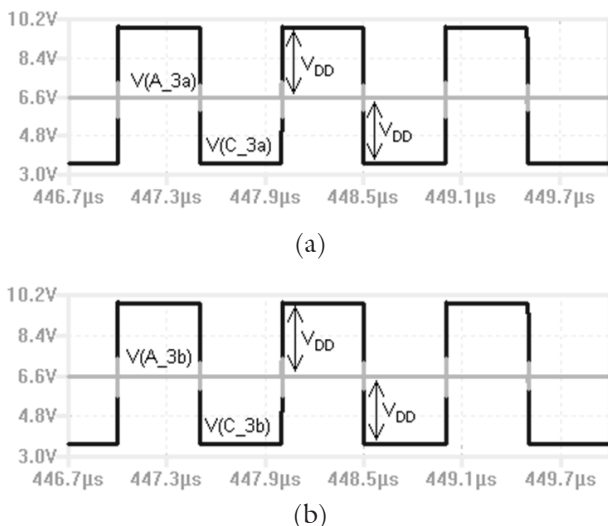 10.2V
8.4V
V(A_3a)
VDD
6.6V
VDD
4.8V
V(C_3a)
3.0V
446.7µs 447.3µs 447.9µs 448.5µs 449.1µs 449.7µs
(a)
10.2V
8.4V
V(A_3b)
VDD
6.6V
VDD
4.8V
V(C_3b)
3.0V
446.7µs 447.3µs 447.9µs 448.5µs 449.1µs 449.7µs
(b)